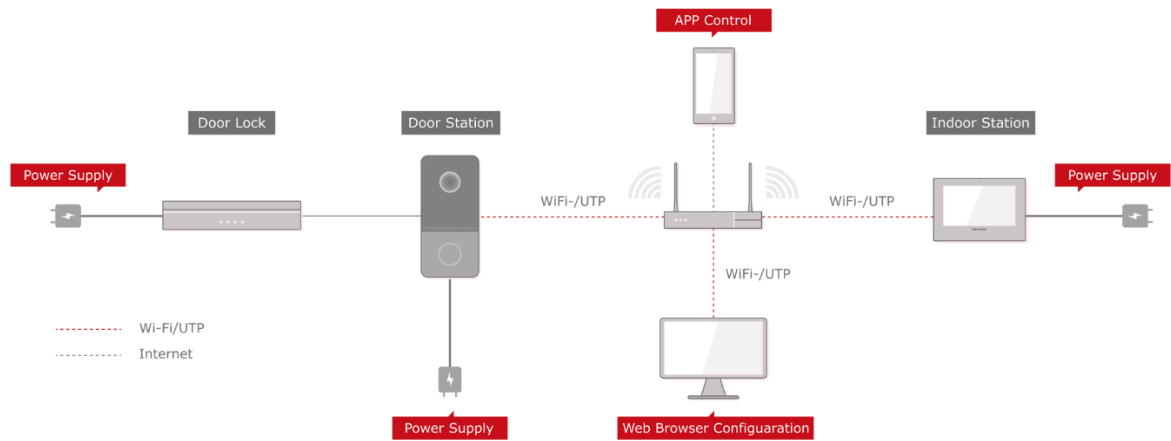 APP Control
Door Lock
Door Station
Indoor Station
Power Supply
Power Supply
WiFi-/UTP
WiFi-/UTP
WiFi-/UTP
Wi-Fi/UTP
Internet
Power Supply
Web Browser Configuaration